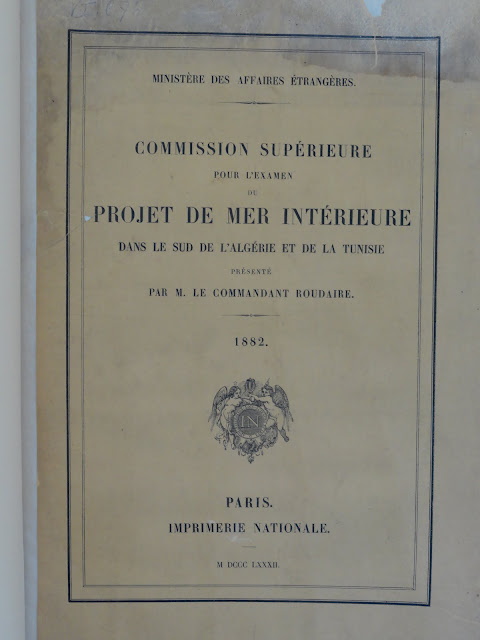 MINISTÈRE DES AFFAIRES ÉTRANGÈRES.
COMMISSION SUPÉRIEURE
POUR L'EXAMEN
DU
PROJET DE MER INTÉRIEURE
DANS LE SUD DE L'ALGÉRIE ET DE LA TUNISIE
PRÉSENTÉ
PAR M. LE COMMANDANT ROUDAIRE.
1882.
IN
PARIS.
IMPRIMERIE NATIONALE.
M DCCC LXXXII.